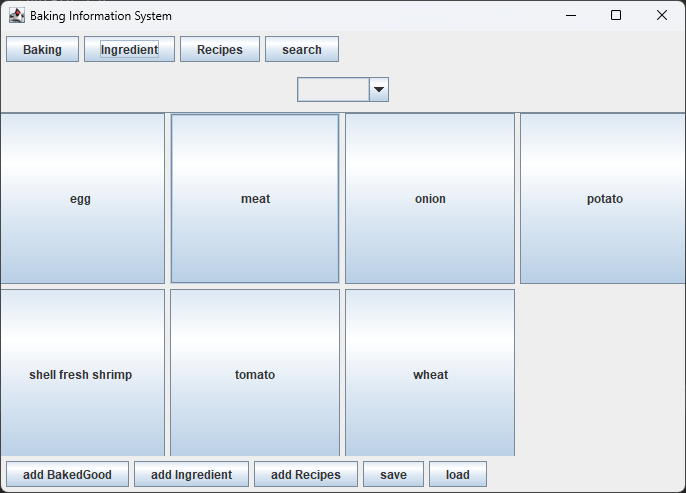 Baking Information System
Baking Ingredient Recipes search
egg meat onion potato
shell fresh shrimp tomato wheat
add BakedGood add Ingredient add Recipes save load